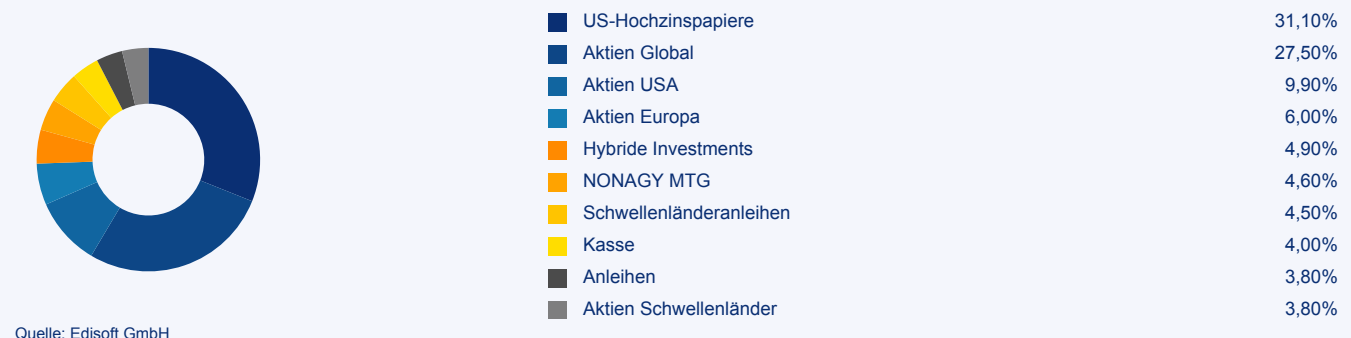 US-Hochzinspapiere 31,10%
Aktien Global 27,50%
Aktien USA 9,90%
Aktien Europa 6,00%
Hybride Investments 4,90%
NONAGY MTG 4,60%
Schwellenländeranleihen 4,50%
Kasse 4,00%
Anleihen 3,80%
Aktien Schwellenländer 3,80%
Quelle: Edisoft GmbH